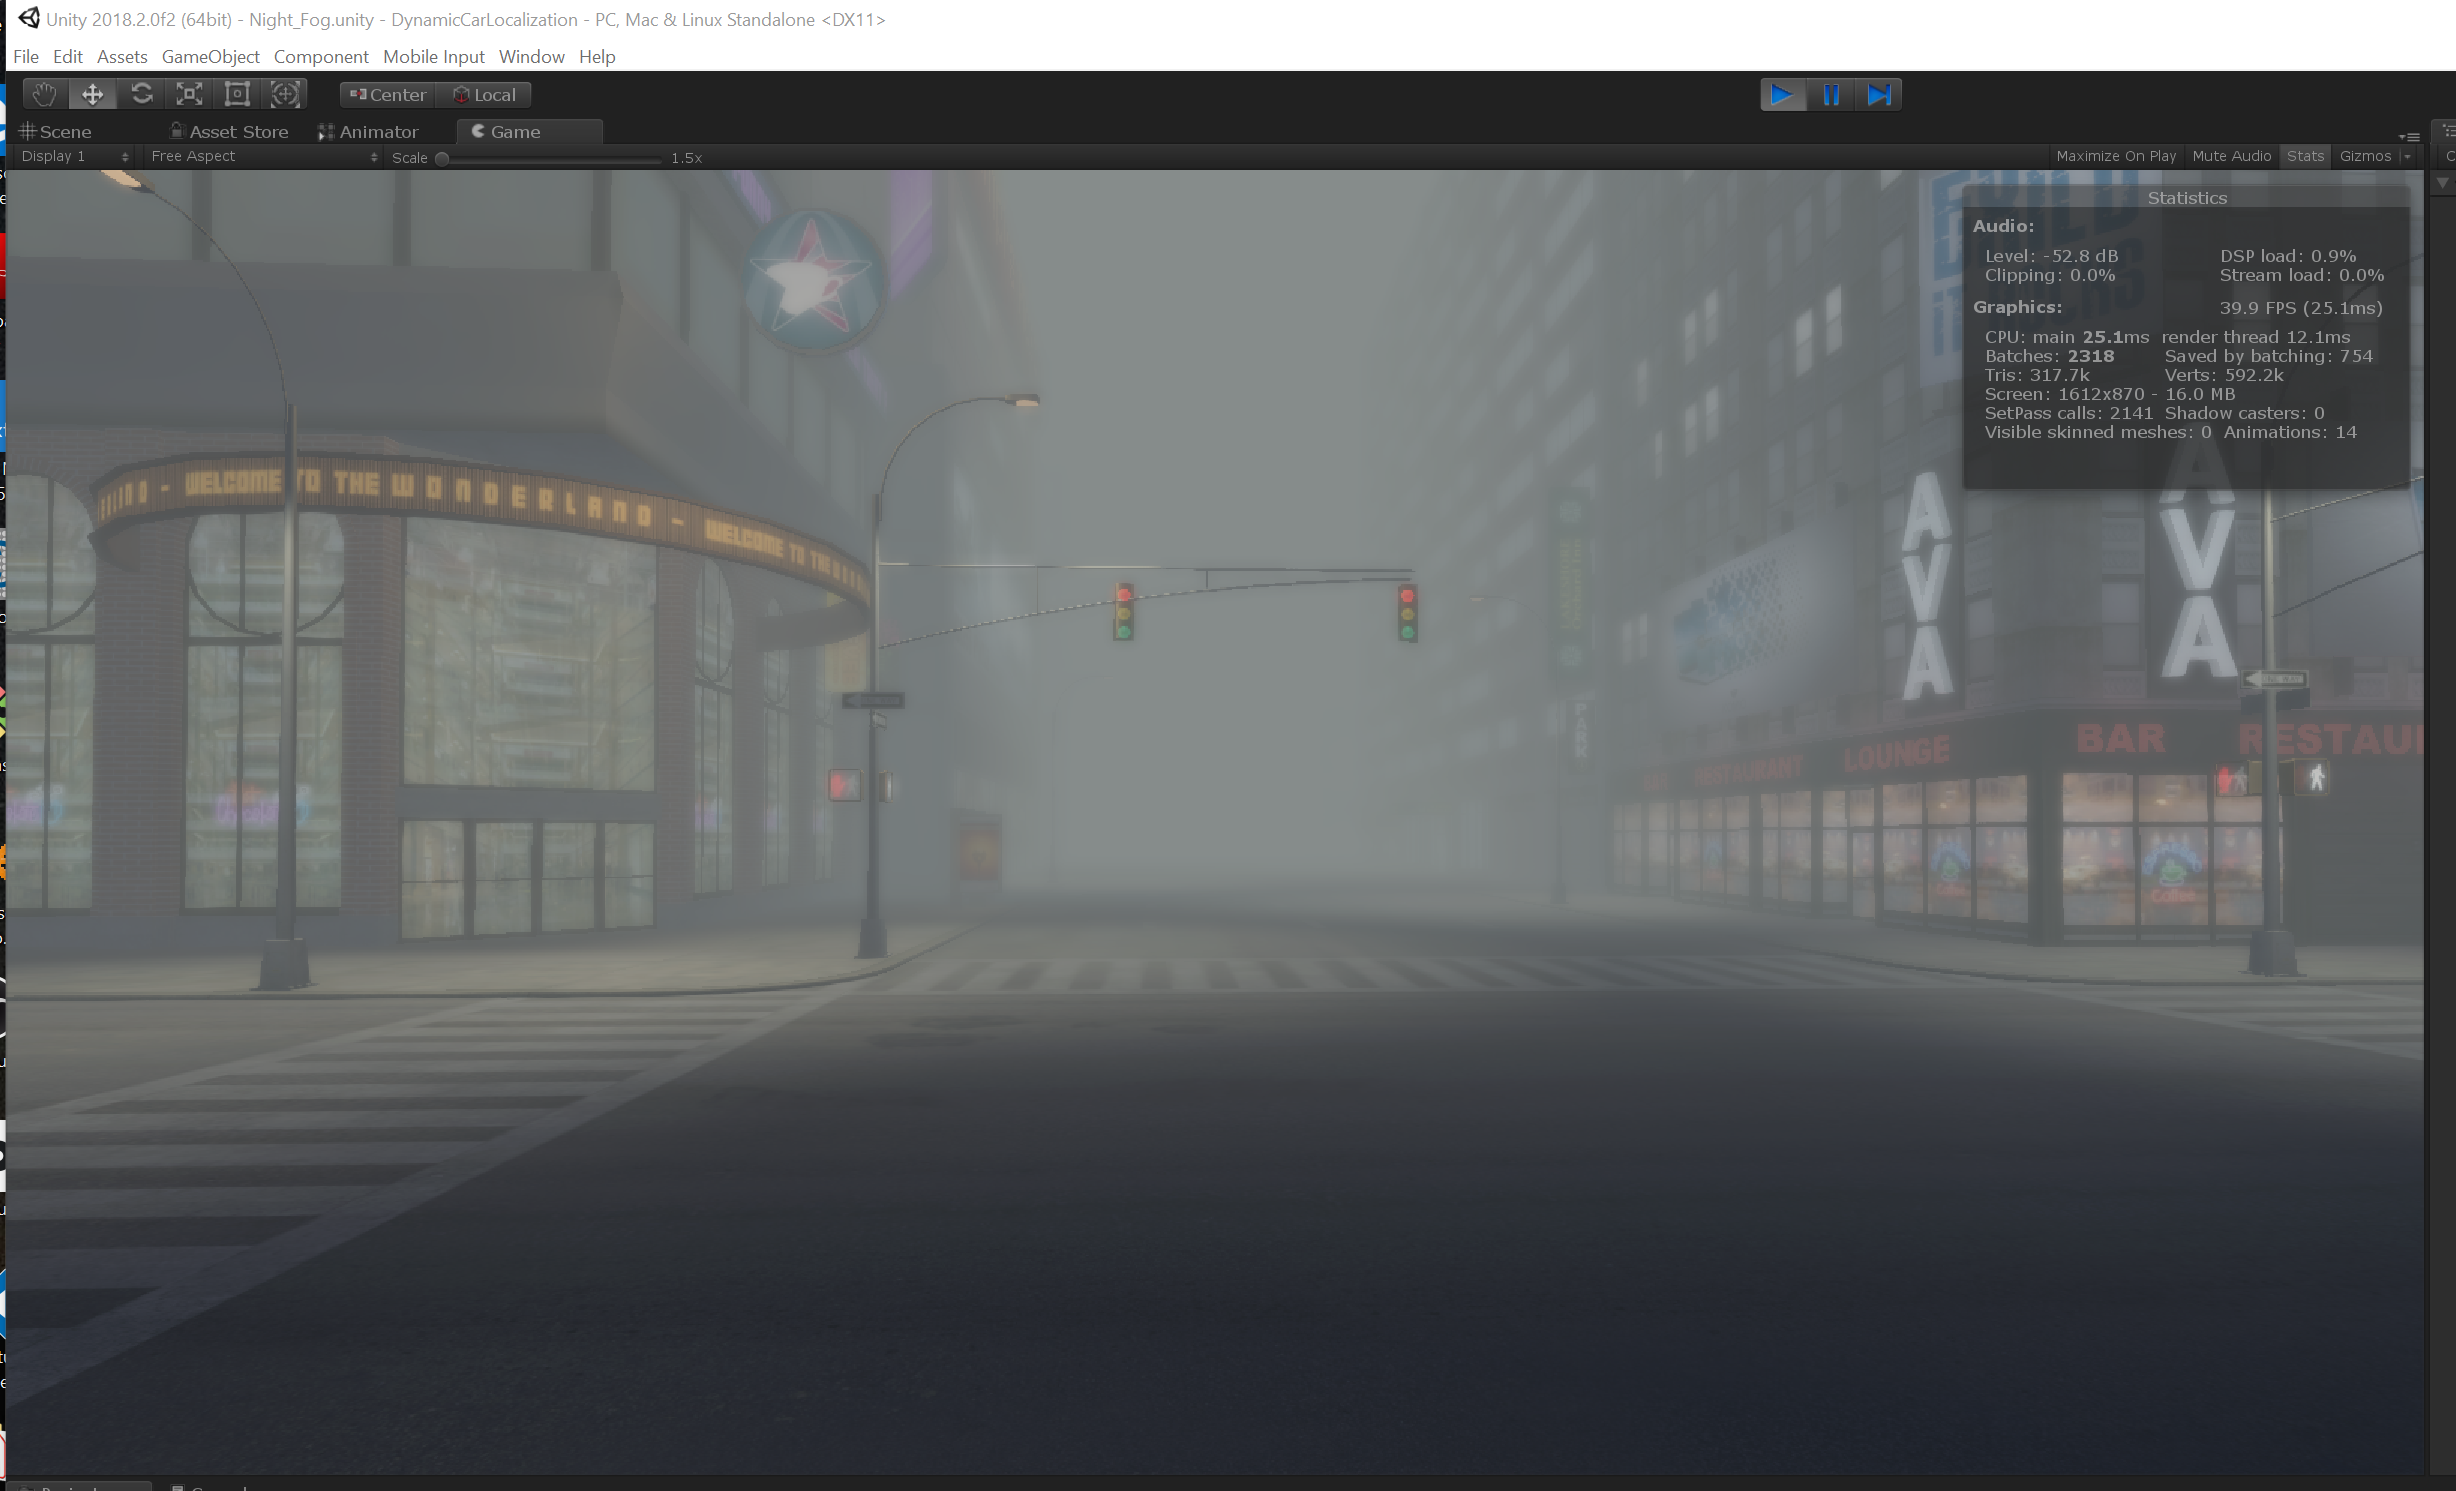 Unity 2018.2.0f2 (64bit) - Night_Fog.unity - DynamicCarLocalization - PC, Mac & Linux Standalone <DX11>
File Edit Assets GameObject Component Mobile Input Window Help
Center Local
Scene Asset Store Animator Game
Display 1 Free Aspect Scale 1.5x Maximize On Play Mute Audio Stats Gizmos
Statistics
Audio:
Level: -52.8 dB DSP load: 0.9%
Clipping: 0.0% Stream load: 0.0%
Graphics: 39.9 FPS (25.1ms)
CPU: main 25.1ms render thread 12.1ms
Batches: 2318 Saved by batching: 754
Tris: 317.7k Verts: 592.2k
Screen: 1612x870 - 16.0 MB
SetPass calls: 2141 Shadow casters: 0
Visible skinned meshes: 0 Animations: 14
- WELCOME TO THE WONDERLAND - WELCOME TO THE
AVA
AVA
PARK
BAR RESTAURANT LOUNGE
BAR RESTAU
Coffee
Coffee